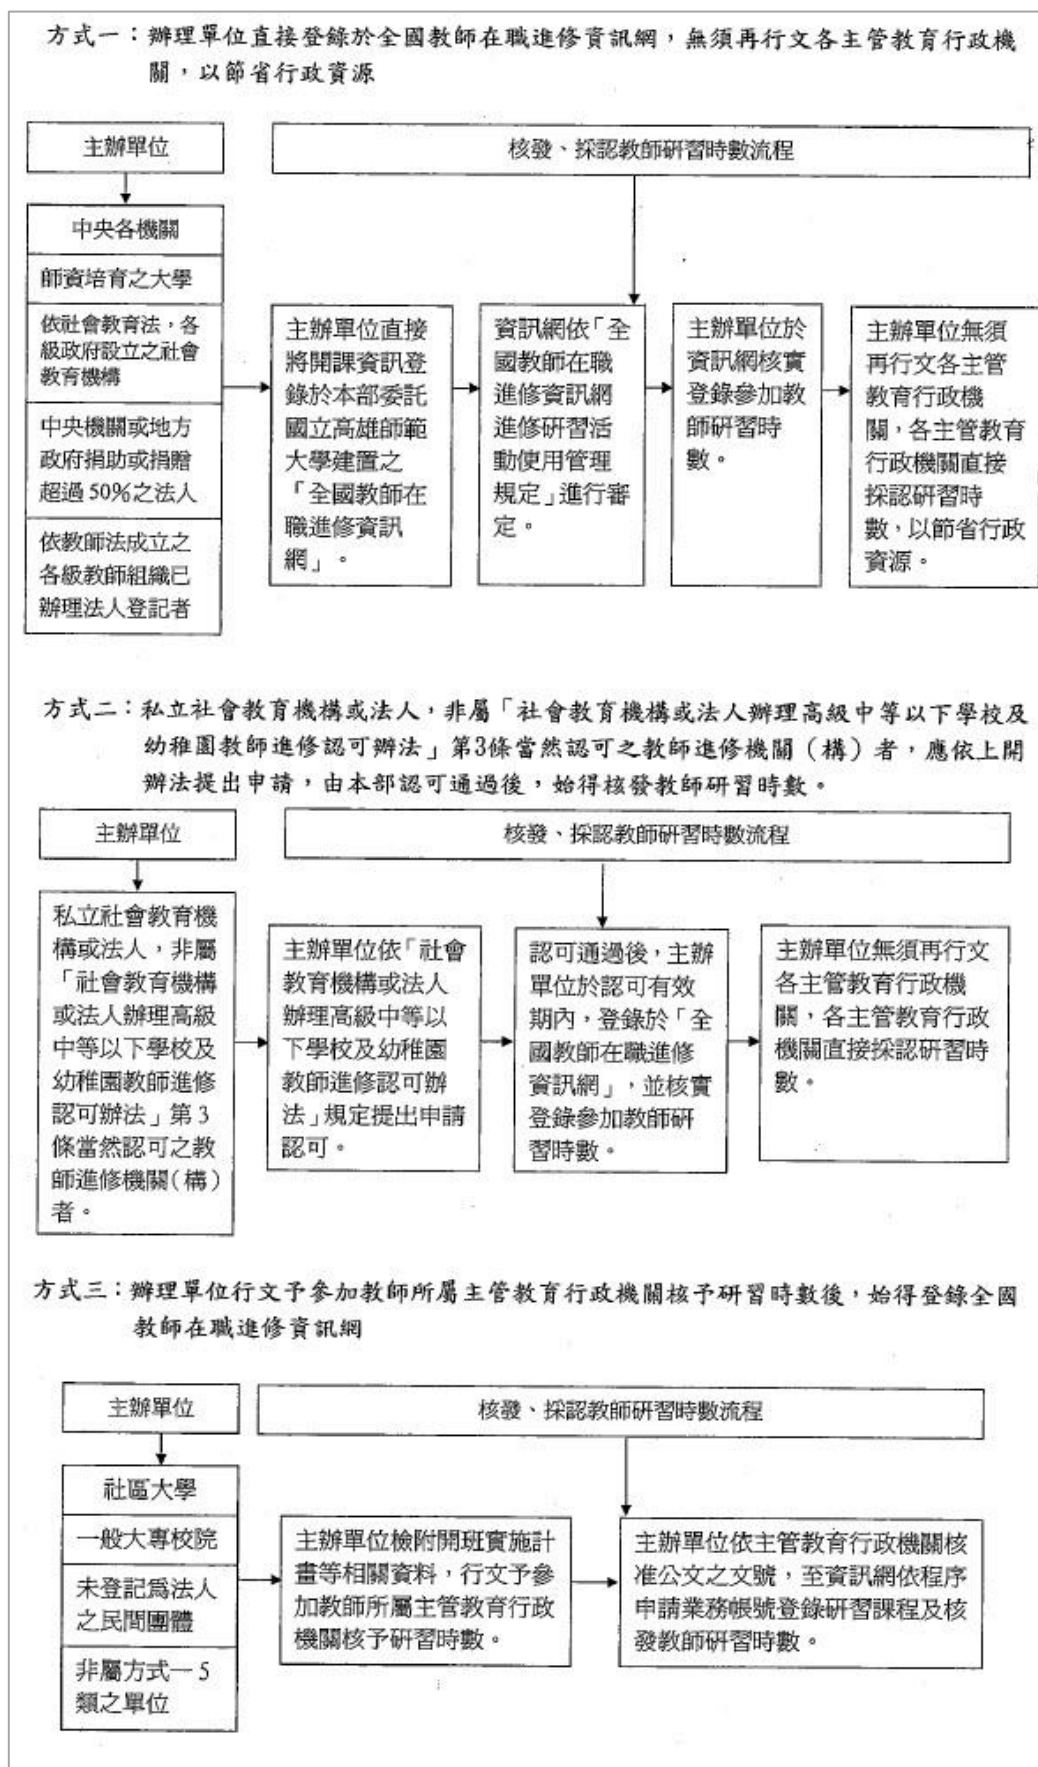 方式一：辦理單位直接登錄於全國教師在職進修資訊網，無須再行文各主管教育行政機
關，以節省行政資源
主辦單位
核發、採認教師研習時數流程
中央各機關
師資培育之大學
依社會教育法，各
級政府設立之社會
教育機構
中央機關或地方
政府捐助或捐贈
超過50%之法人
依教師法成立之
各級教師組織已
辦理法人登記者
主辦單位直接
將開課資訊登
錄於本部委託
國立高雄師範
大學建置之
「全國教師在
職進修資訊
網」。
資訊網依「全
國教師在職
進修資訊網
進修研習活
動使用管理
規定」進行審
定。
主辦單位於
資訊網核實
登錄參加教
師研習時
數。
主辦單位無須
再行文各主管
教育行政機
關，各主管教育
行政機關直接
採認研習時
數，以節省行政
資源。
方式二：私立社會教育機構或法人，非屬「社會教育機構或法人辦理高級中等以下學校及
幼稚園教師進修認可辦法」第3條當然認可之教師進修機關（構）者，應依上開
辦法提出申請，由本部認可通過後，始得核發教師研習時數。
主辦單位
核發、採認教師研習時數流程
私立社會教育機
構或法人，非屬
「社會教育機構
或法人辦理高級
中等以下學校及
幼稚園教師進修
認可辦法」第3
條當然認可之教
師進修機關(構)
者。
主辦單位依「社會
教育機構或法人
辦理高級中等以
下學校及幼稚園
教師進修認可辦
法」規定提出申請
認可。
認可通過後，主辦
單位於認可有效
期內，登錄於「全
國教師在職進修
資訊網」，並核實
登錄參加教師研
習時數。
主辦單位無須再行文
各主管教育行政機
關，各主管教育行政
機關直接採認研習時
數。
方式三：辦理單位行文予參加教師所屬主管教育行政機關核予研習時數後，始得登錄全國
教師在職進修資訊網
主辦單位
核發、採認教師研習時數流程
社區大學
一般大專校院
未登記為法人
之民間團體
非屬方式一5
類之單位
主辦單位檢附開班實施計
畫等相關資料，行文予參
加教師所屬主管教育行政
機關核予研習時數。
主辦單位依主管教育行政機關核
准公文之文號，至資訊網依程序
申請業務帳號登錄研習課程及核
發教師研習時數。